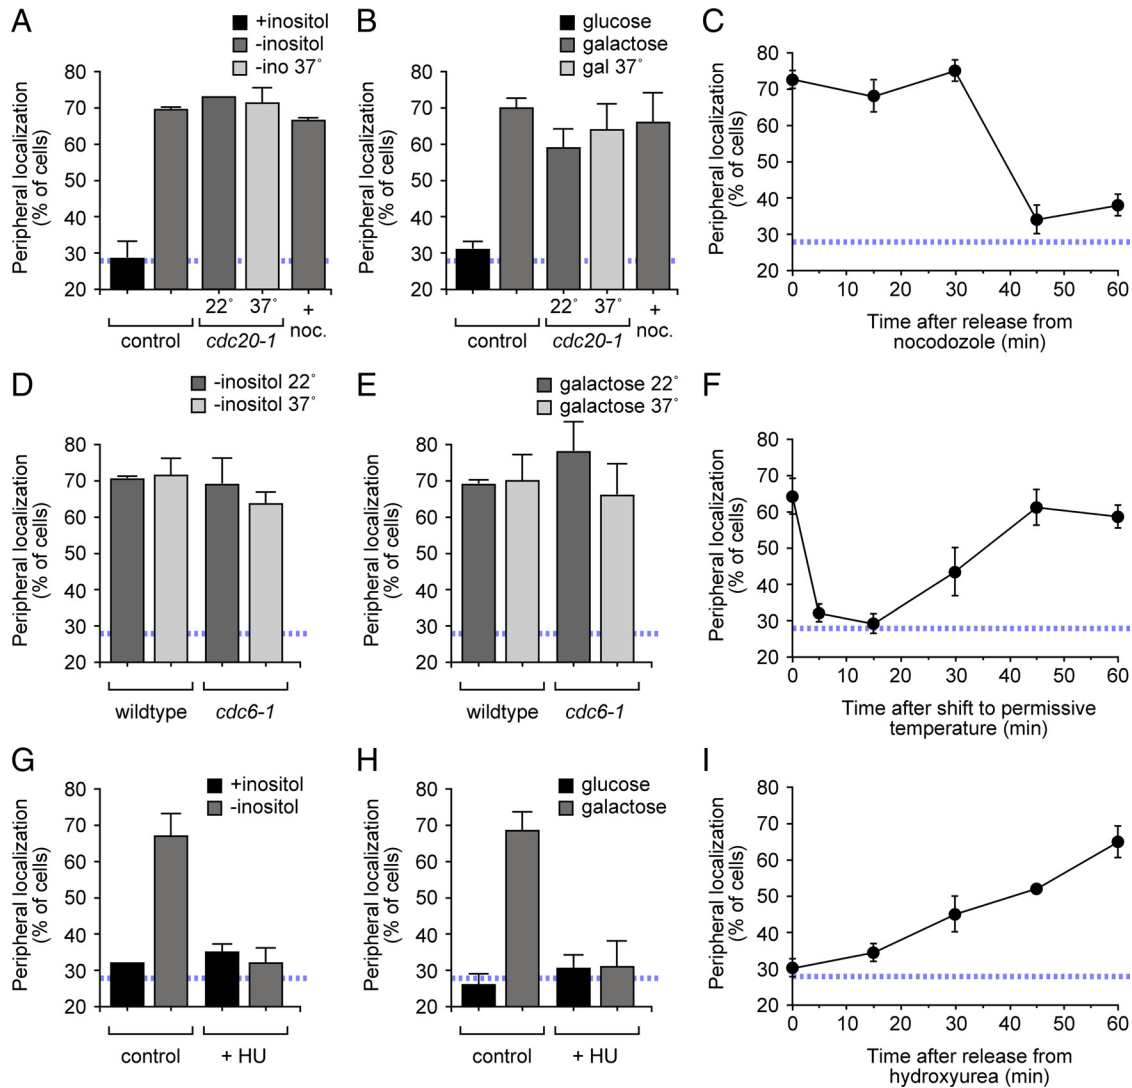 A
+inositol
-inositol
-ino 37°
Peripheral localization
(% of cells)
80
70
60
50
40
30
20
22° 37° +
noc.
control cdc20-1
B
glucose
galactose
gal 37°
Peripheral localization
(% of cells)
80
70
60
50
40
30
20
22° 37° +
noc.
control cdc20-1
C
Peripheral localization
(% of cells)
80
70
60
50
40
30
20
0 10 20 30 40 50 60
Time after release from
nocodozole (min)
D
-inositol 22°
-inositol 37°
Peripheral localization
(% of cells)
80
70
60
50
40
30
20
wildtype cdc6-1
E
galactose 22°
galactose 37°
Peripheral localization
(% of cells)
80
70
60
50
40
30
20
wildtype cdc6-1
F
Peripheral localization
(% of cells)
80
70
60
50
40
30
20
0 10 20 30 40 50 60
Time after shift to permissive
temperature (min)
G
+inositol
-inositol
Peripheral localization
(% of cells)
80
70
60
50
40
30
20
control + HU
H
glucose
galactose
Peripheral localization
(% of cells)
80
70
60
50
40
30
20
control + HU
I
Peripheral localization
(% of cells)
80
70
60
50
40
30
20
0 10 20 30 40 50 60
Time after release from
hydroxyurea (min)